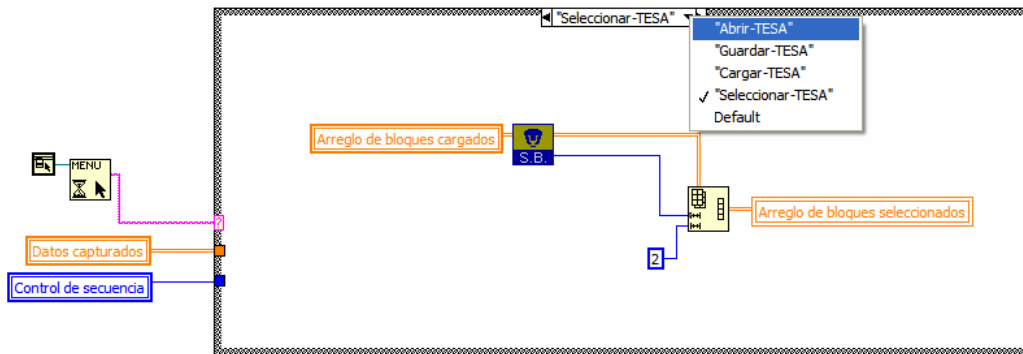 "Seleccionar-TESA"
"Abrir-TESA"
"Guardar-TESA"
"Cargar-TESA"
"Seleccionar-TESA"
Default
Arreglo de bloques cargados
S.B.
MENU
?
Arreglo de bloques seleccionados
Datos capturados
2
Control de secuencia